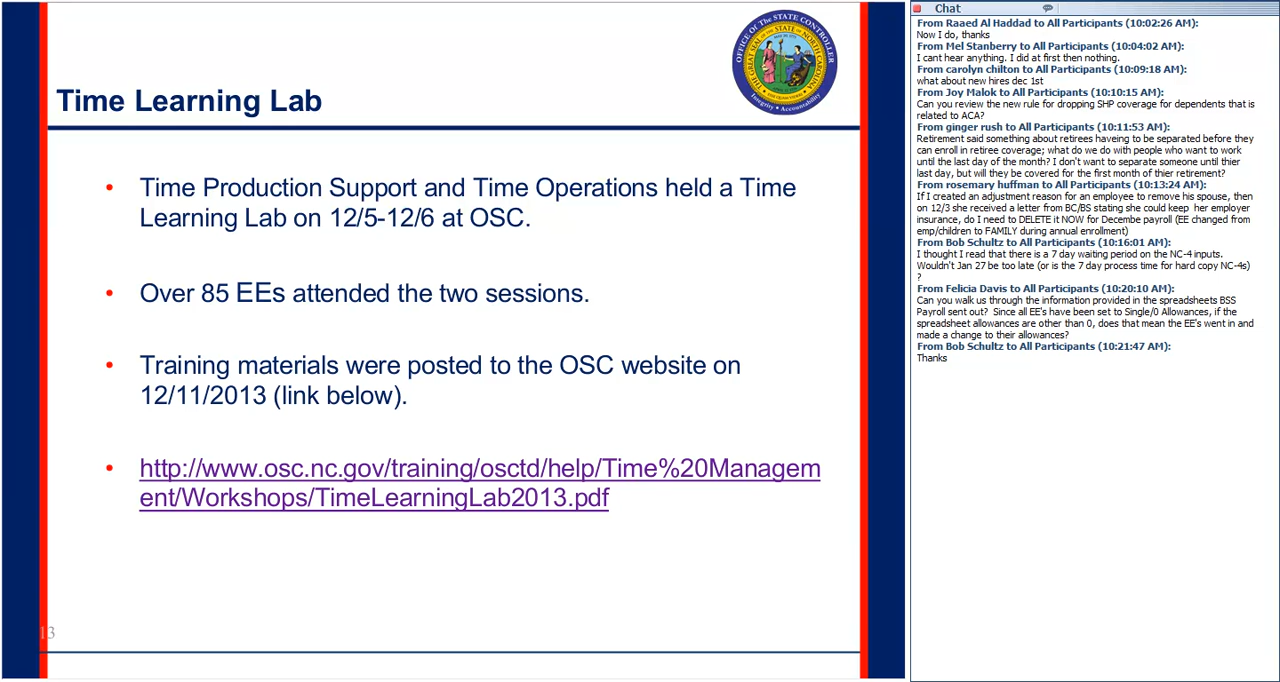 Time Learning Lab
OFFICE OF THE STATE CONTROLLER
THE GREAT SEAL OF THE STATE OF NORTH CAROLINA
Integrity • Accountability
• Time Production Support and Time Operations held a Time
Learning Lab on 12/5-12/6 at OSC.
• Over 85 EEs attended the two sessions.
• Training materials were posted to the OSC website on
12/11/2013 (link below).
• http://www.osc.nc.gov/training/osctd/help/Time%20Managem
ent/Workshops/TimeLearningLab2013.pdf
13
Chat
From Raaed Al Haddad to All Participants (10:02:26 AM):
Now I do, thanks
From Mel Stanberry to All Participants (10:04:02 AM):
I cant hear anything. I did at first then nothing.
From carolyn chilton to All Participants (10:09:18 AM):
what about new hires dec 1st
From Joy Malok to All Participants (10:10:15 AM):
Can you review the new rule for dropping SHP coverage for dependents that is
related to ACA?
From ginger rush to All Participants (10:11:53 AM):
Retirement said something about retirees haveing to be separated before they
can enroll in retiree coverage; what do we do with people who want to work
until the last day of the month? I don't want to separate someone until thier
last day, but will they be covered for the first month of thier retirement?
From rosemary huffman to All Participants (10:13:24 AM):
If I created an adjustment reason for an employee to remove his spouse, then
on 12/3 she received a letter from BC/BS stating she could keep her employer
insurance, do I need to DELETE it NOW for Decembe payroll (EE changed from
emp/children to FAMILY during annual enrollment)
From Bob Schultz to All Participants (10:16:01 AM):
I thought I read that there is a 7 day waiting period on the NC-4 inputs.
Wouldn't Jan 27 be too late (or is the 7 day process time for hard copy NC-4s)
?
From Felicia Davis to All Participants (10:20:10 AM):
Can you walk us through the information provided in the spreadsheets BSS
Payroll sent out? Since all EE's have been set to Single/0 Allowances, if the
spreadsheet allowances are other than 0, does that mean the EE's went in and
made a change to their allowances?
From Bob Schultz to All Participants (10:21:47 AM):
Thanks